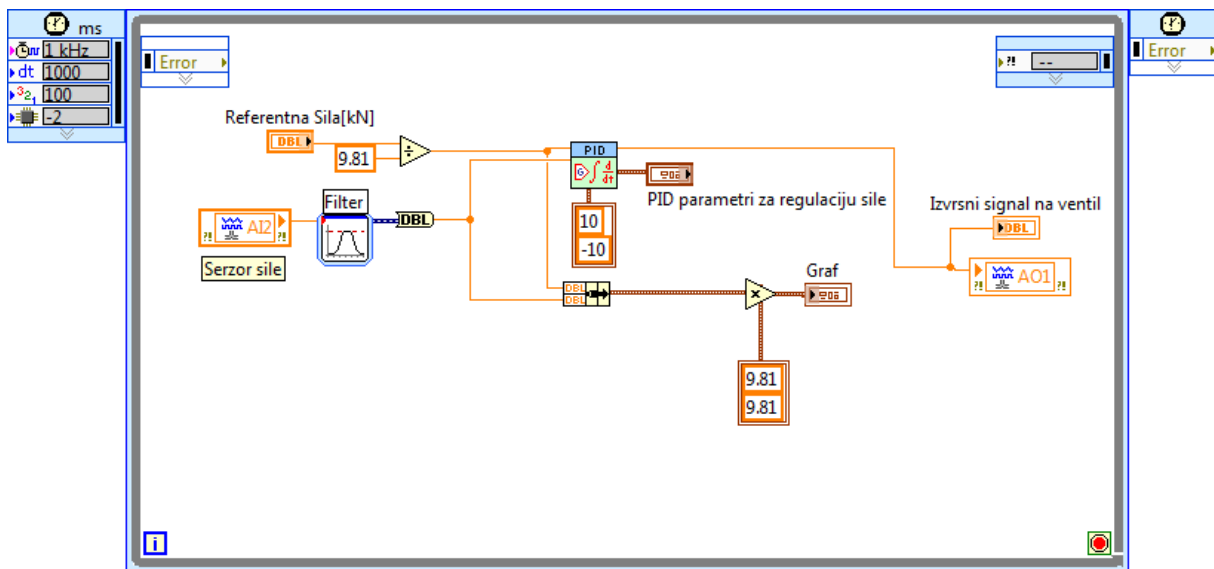 ms
1 kHz
dt 1000
321 100
-2
Error
?! --
Error
Referentna Sila[kN]
DBL
9.81
PID
G d
dt
PID parametri za regulaciju sile
10
-10
Filter
AI2
?! ?!
DBL
Serzor sile
Izvrsni signal na ventil
DBL
AO1
?! ?!
DBL
DBL
Graf
9.81
9.81
i